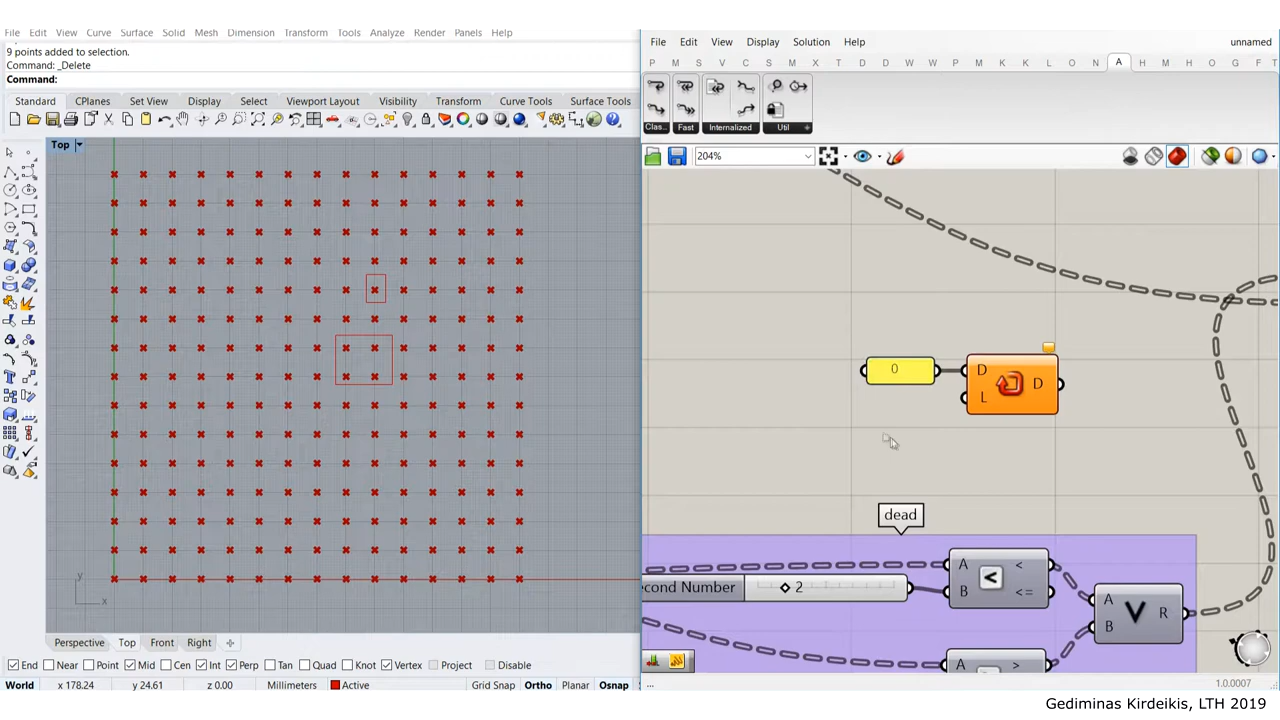 File Edit View Curve Surface Solid Mesh Dimension Transform Tools Analyze Render Panels Help
9 points added to selection.
Command: _Delete
Command:
Standard CPlanes Set View Display Select Viewport Layout Visibility Transform Curve Tools Surface Tools
Top
y
x
Perspective Top Front Right
End Near Point Mid Cen Int Perp Tan Quad Knot Vertex Project Disable
World x 178.24 y 24.61 z 0.00 Millimeters Active Grid Snap Ortho Planar Osnap
File Edit View Display Solution Help unnamed
P M S V C S M X T D D W W P M K K L O N A H M H F T
Clas... Fast Internalized Util
204%
0
D
L
D
dead
econd Number 2
A
B
<
<=
A
B
R
A
>
... 1.0.0007
Gediminas Kirdeikis, LTH 2019